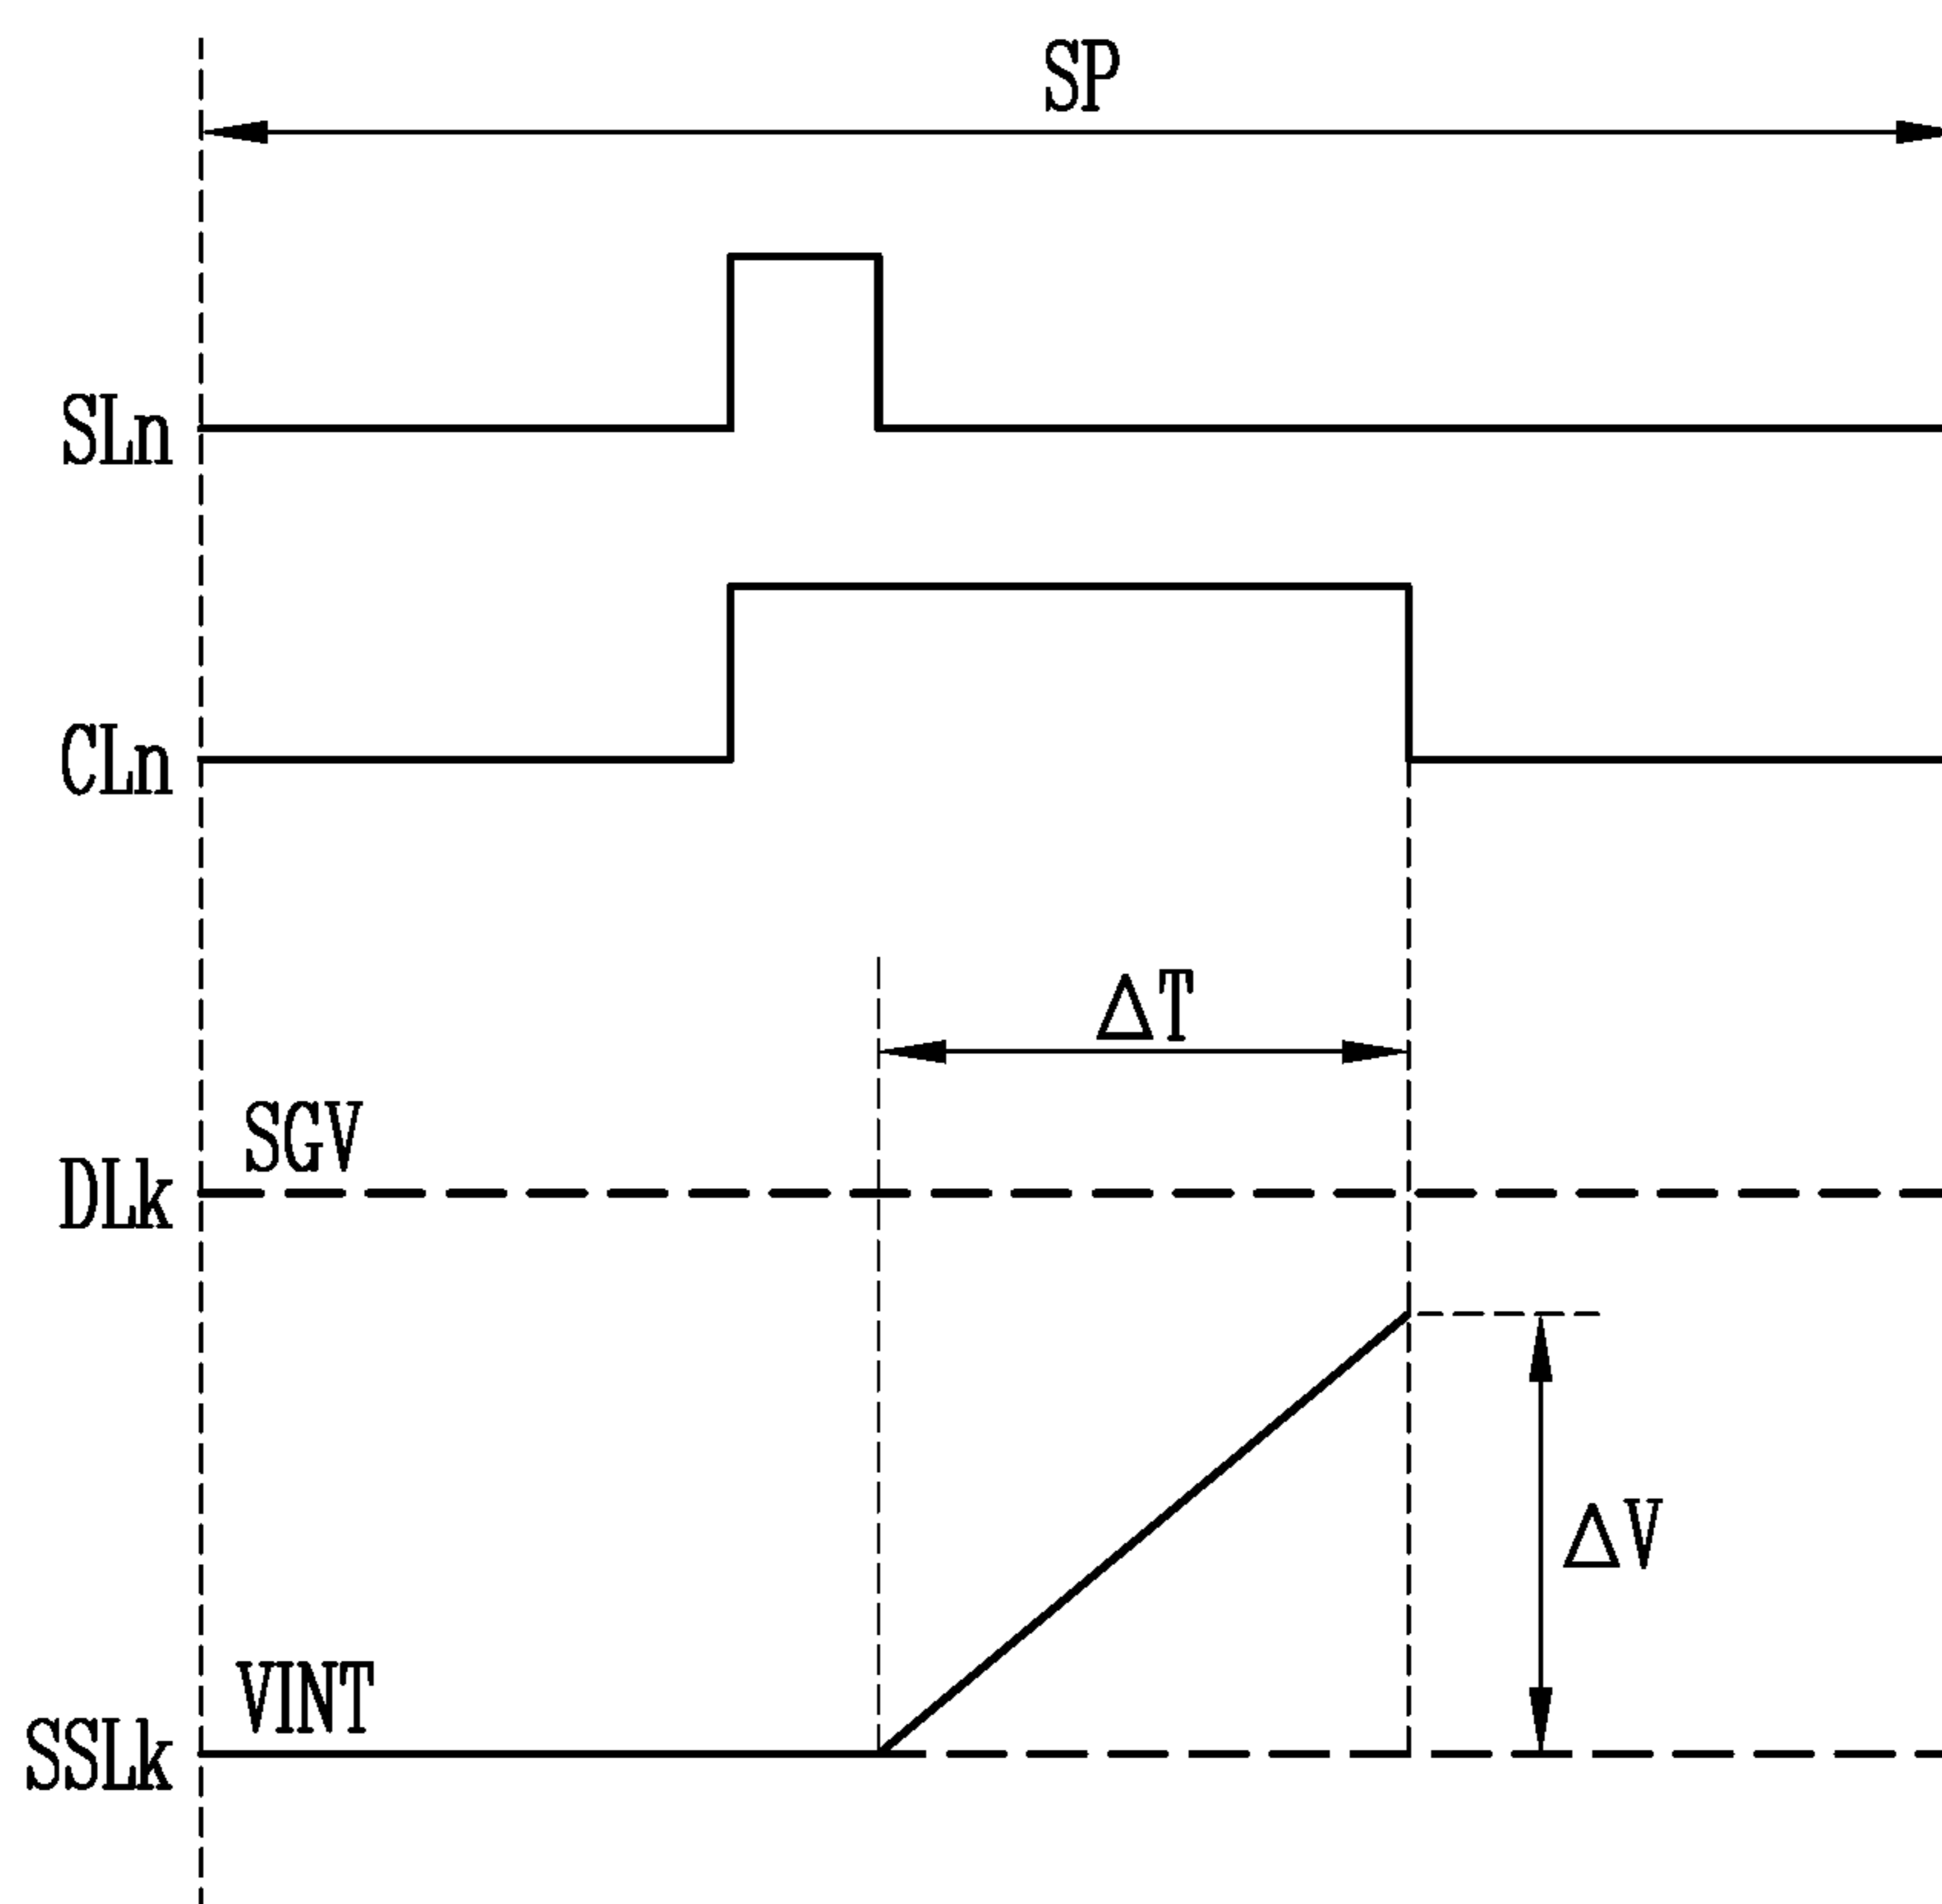 SP
SLn
CLn
ΔT
SGV
DLk
ΔV
VINT
SSLk